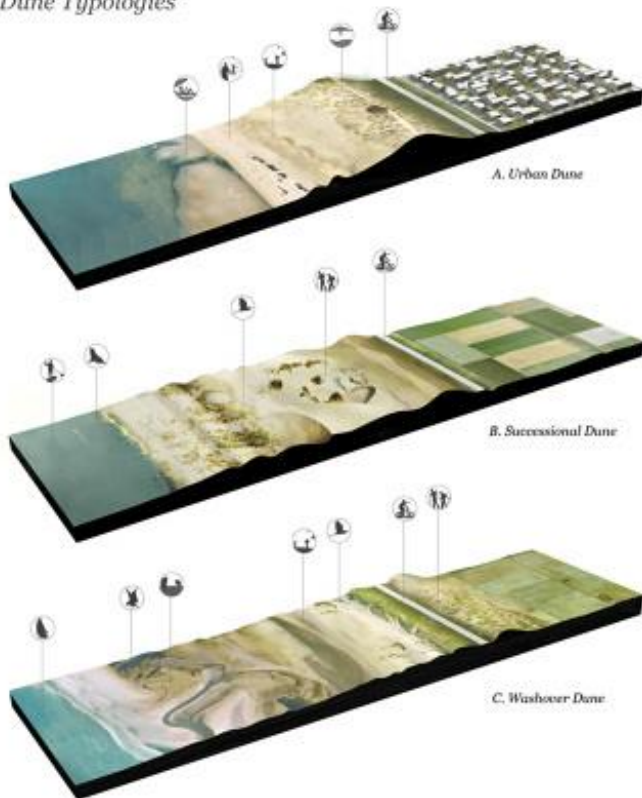 Dune Typologies
A. Urban Dune
B. Successional Dune
C. Washover Dune